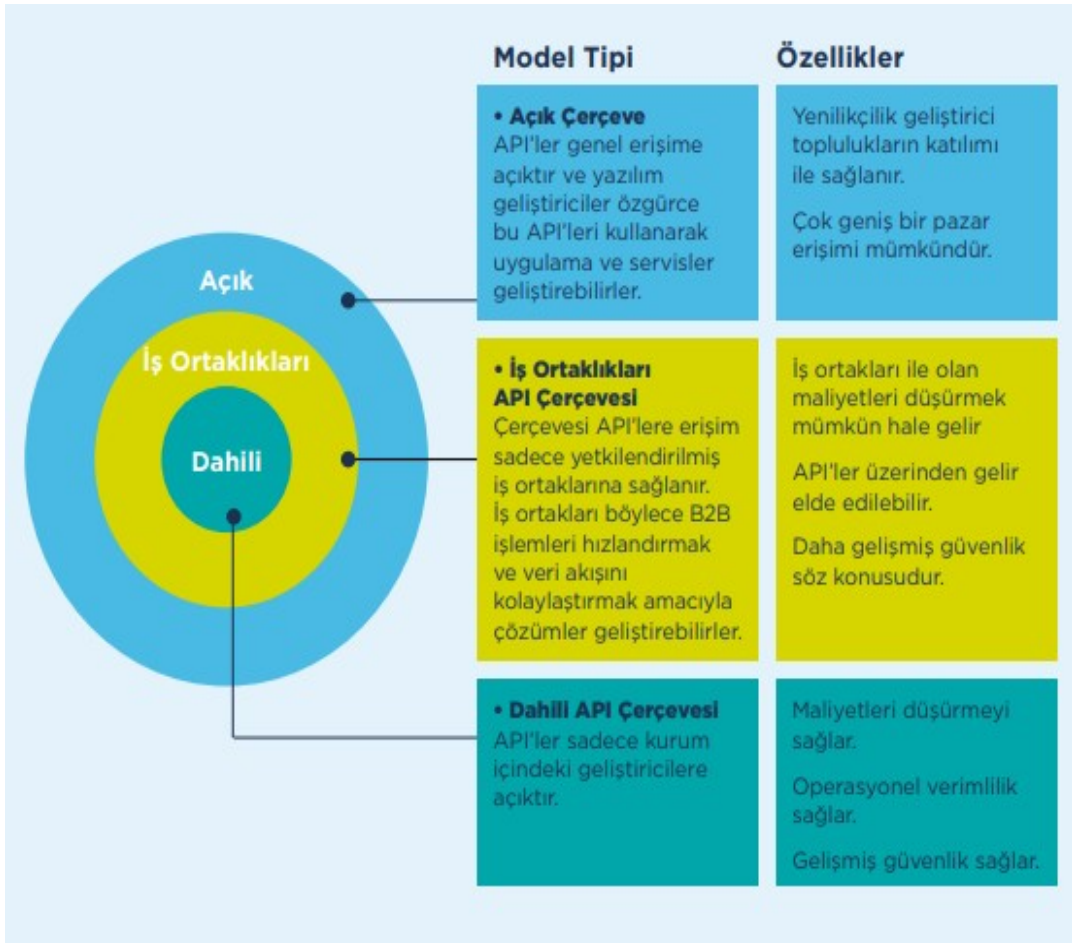 Model Tipi
Özellikler
Açık
İş Ortaklıkları
Dahili
• Açık Çerçeve
API'ler genel erişime
açıktır ve yazılım
geliştiriciler özgürce
bu API'leri kullanarak
uygulama ve servisler
geliştirebilirler.
Yenilikçilik geliştirici
toplulukların katılımı
ile sağlanır.
Çok geniş bir pazar
erişimi mümkündür.
• İş Ortaklıkları
API Çerçevesi
Çerçevesi API'lere erişim
sadece yetkilendirilmiş
iş ortaklarına sağlanır.
İş ortakları böylece B2B
işlemleri hızlandırmak
ve veri akışını
kolaylaştırmak amacıyla
çözümler geliştirebilirler.
İş ortakları ile olan
maliyetleri düşürmek
mümkün hale gelir
API'ler üzerinden gelir
elde edilebilir.
Daha gelişmiş güvenlik
söz konusudur.
• Dahili API Çerçevesi
API'ler sadece kurum
içindeki geliştiricilere
açıktır.
Maliyetleri düşürmeyi
sağlar.
Operasyonel verimlilik
sağlar.
Gelişmiş güvenlik sağlar.